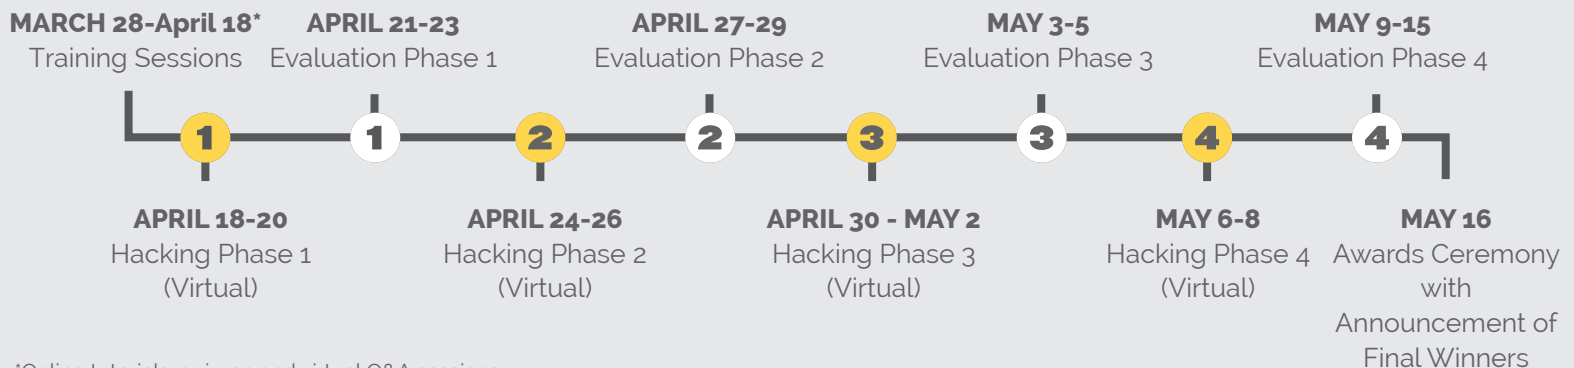 MARCH 28-April 18*
Training Sessions
APRIL 21-23
Evaluation Phase 1
APRIL 27-29
Evaluation Phase 2
MAY 3-5
Evaluation Phase 3
MAY 9-15
Evaluation Phase 4
1
1
2
2
3
3
4
4
APRIL 18-20
Hacking Phase 1
(Virtual)
APRIL 24-26
Hacking Phase 2
(Virtual)
APRIL 30 - MAY 2
Hacking Phase 3
(Virtual)
MAY 6-8
Hacking Phase 4
(Virtual)
MAY 16
Awards Ceremony
with
Announcement of
Final Winners
*Online tutorials